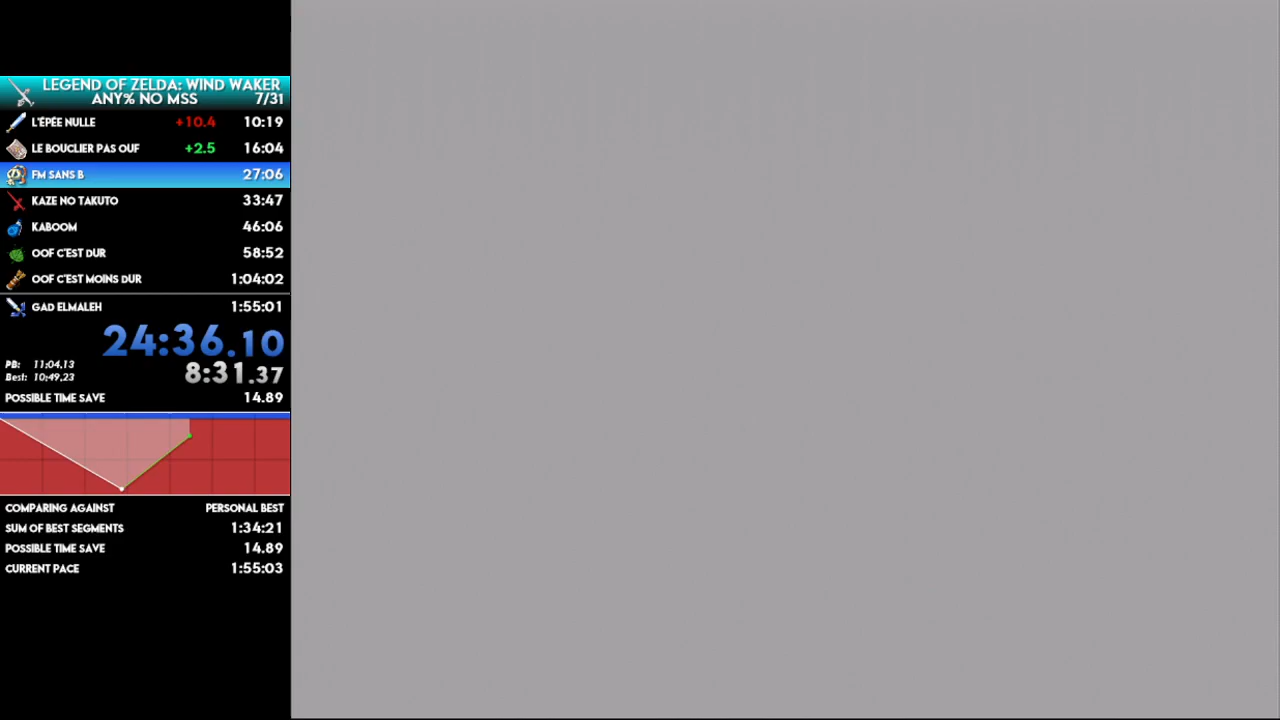 LEGEND OF ZELDA: WIND WAKER
ANY% NO MSS 7/31
L'ÉPÉE NULLE +10.4 10:19
LE BOUCLIER PAS OUF +2.5 16:04
FM SANS B 27:06
KAZE NO TAKUTO 33:47
KABOOM 46:06
OOF C'EST DUR 58:52
OOF C'EST MOINS DUR 1:04:02
GAD ELMALEH 1:55:01
24:36.10
PB: 11:04.13
8:31.37
Best: 10:49.23
POSSIBLE TIME SAVE 14.89
COMPARING AGAINST PERSONAL BEST
SUM OF BEST SEGMENTS 1:34:21
POSSIBLE TIME SAVE 14.89
CURRENT PACE 1:55:03